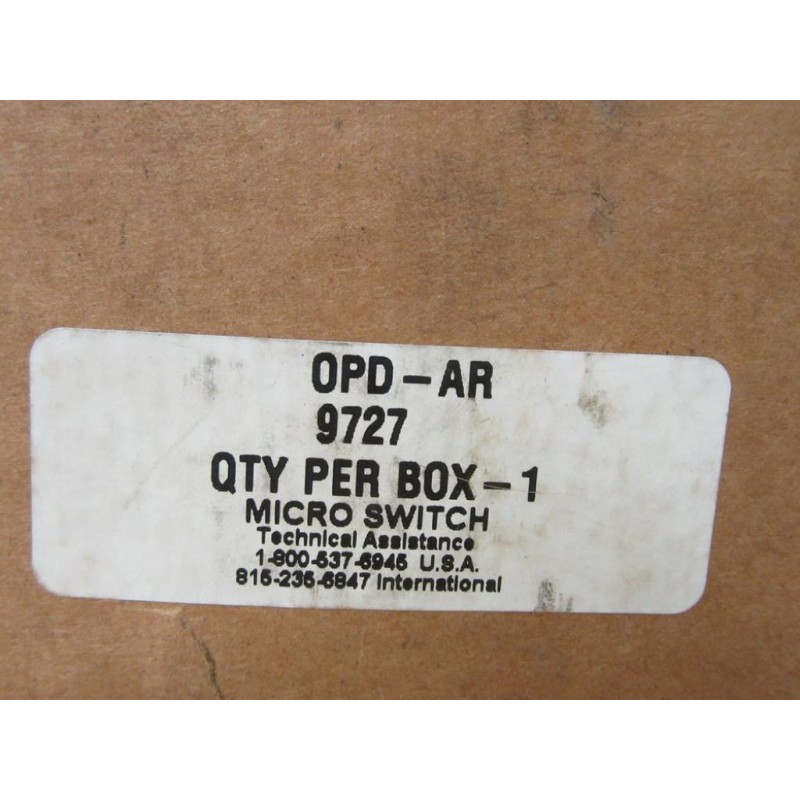 OPD-AR
9727
QTY PER BOX-1
MICRO SWITCH
Technical Assistance
1-800-537-6945 U.S.A.
815-235-6847 International